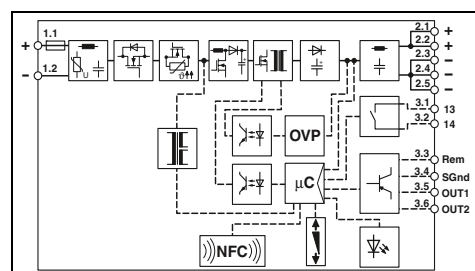 + 1.1
– 1.2
U
ϑ
2.1 +
2.2 +
2.3 –
2.4 –
2.5 –
OVP
µC
NFC
3.1 13
3.2 14
3.3 Rem
3.4 SGnd
3.5 OUT1
3.6 OUT2